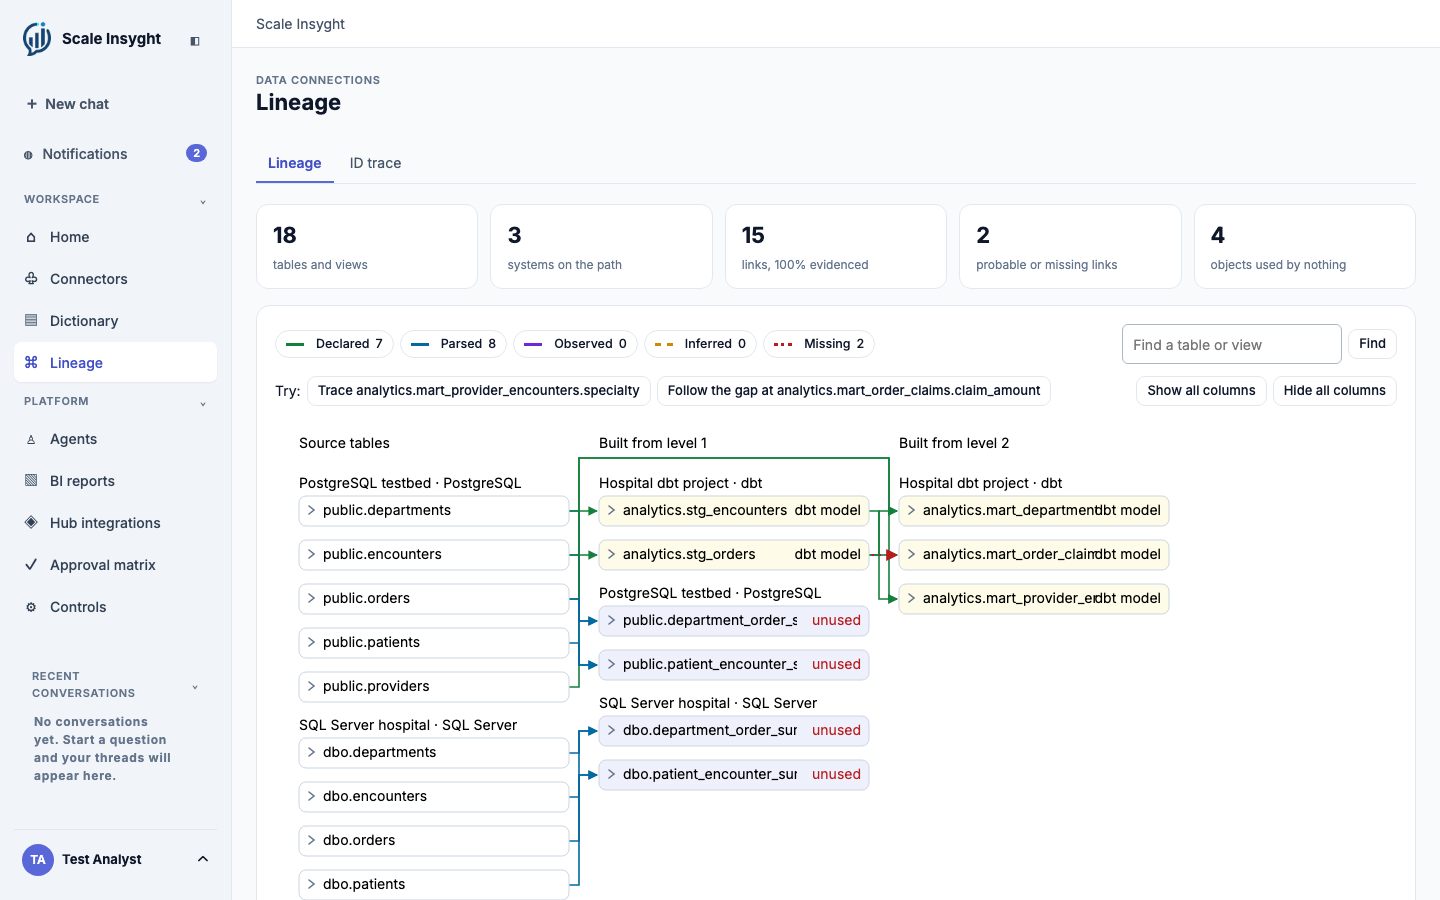 Scale Insyght
Scale Insyght
+ New chat
Notifications 2
WORKSPACE
Home
Connectors
Dictionary
Lineage
PLATFORM
Agents
BI reports
Hub integrations
Approval matrix
Controls
RECENT
CONVERSATIONS
No conversations
yet. Start a question
and your threads will
appear here.
TA Test Analyst
DATA CONNECTIONS
Lineage
Lineage ID trace
18
tables and views
3
systems on the path
15
links, 100% evidenced
2
probable or missing links
4
objects used by nothing
Declared 7 Parsed 8 Observed 0 Inferred 0 Missing 2
Find a table or view Find
Try: Trace analytics.mart_provider_encounters.specialty Follow the gap at analytics.mart_order_claims.claim_amount
Show all columns Hide all columns
Source tables
PostgreSQL testbed · PostgreSQL
public.departments
public.encounters
public.orders
public.patients
public.providers
SQL Server hospital · SQL Server
dbo.departments
dbo.encounters
dbo.orders
dbo.patients
Built from level 1
Hospital dbt project · dbt
analytics.stg_encounters dbt model
analytics.stg_orders dbt model
PostgreSQL testbed · PostgreSQL
public.department_order_s unused
public.patient_encounter_s unused
SQL Server hospital · SQL Server
dbo.department_order_sur unused
dbo.patient_encounter_sur unused
Built from level 2
Hospital dbt project · dbt
analytics.mart_department dbt model
analytics.mart_order_claim dbt model
analytics.mart_provider_en dbt model